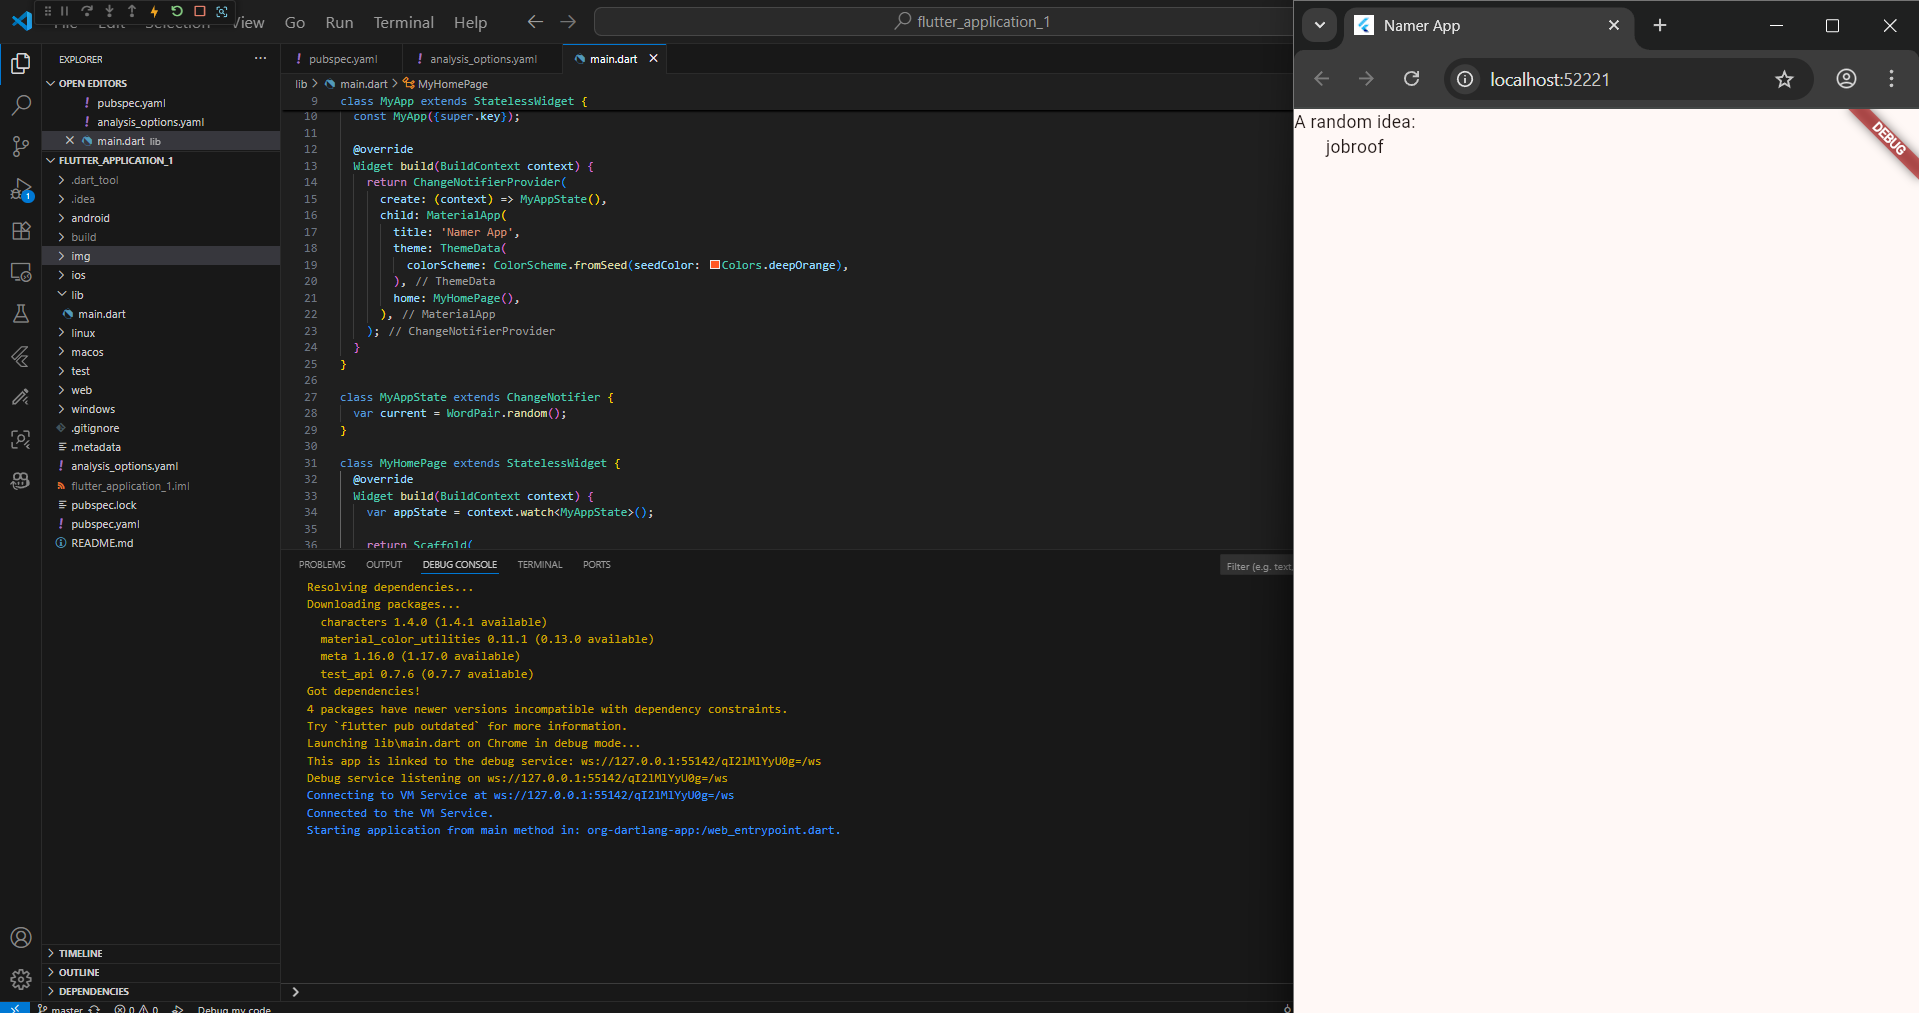 File Edit Selection View Go Run Terminal Help
flutter_application_1
EXPLORER
OPEN EDITORS
! pubspec.yaml
! analysis_options.yaml
main.dart lib
FLUTTER_APPLICATION_1
.dart_tool
.idea
android
build
img
ios
lib
main.dart
linux
macos
test
web
windows
.gitignore
.metadata
! analysis_options.yaml
flutter_application_1.iml
pubspec.lock
! pubspec.yaml
README.md
TIMELINE
OUTLINE
DEPENDENCIES
! pubspec.yaml
! analysis_options.yaml
main.dart
lib > main.dart > MyHomePage
9 class MyApp extends StatelessWidget {
10 const MyApp({super.key});
11
12 @override
13 Widget build(BuildContext context) {
14 return ChangeNotifierProvider(
15 create: (context) => MyAppState(),
16 child: MaterialApp(
17 title: 'Namer App',
18 theme: ThemeData(
19 colorScheme: ColorScheme.fromSeed(seedColor: Colors.deepOrange),
20 ), // ThemeData
21 home: MyHomePage(),
22 ), // MaterialApp
23 ); // ChangeNotifierProvider
24 }
25 }
26
27 class MyAppState extends ChangeNotifier {
28 var current = WordPair.random();
29 }
30
31 class MyHomePage extends StatelessWidget {
32 @override
33 Widget build(BuildContext context) {
34 var appState = context.watch<MyAppState>();
35
36 return Scaffold(
PROBLEMS OUTPUT DEBUG CONSOLE TERMINAL PORTS
Filter (e.g. text,
Resolving dependencies...
Downloading packages...
characters 1.4.0 (1.4.1 available)
material_color_utilities 0.11.1 (0.13.0 available)
meta 1.16.0 (1.17.0 available)
test_api 0.7.6 (0.7.7 available)
Got dependencies!
4 packages have newer versions incompatible with dependency constraints.
Try `flutter pub outdated` for more information.
Launching lib\main.dart on Chrome in debug mode...
This app is linked to the debug service: ws://127.0.0.1:55142/qI2lMlYyU0g=/ws
Debug service listening on ws://127.0.0.1:55142/qI2lMlYyU0g=/ws
Connecting to VM Service at ws://127.0.0.1:55142/qI2lMlYyU0g=/ws
Connected to the VM Service.
Starting application from main method in: org-dartlang-app:/web_entrypoint.dart.
master 0 0 Debug my code
1
Namer App
localhost:52221
A random idea:
jobroof
DEBUG